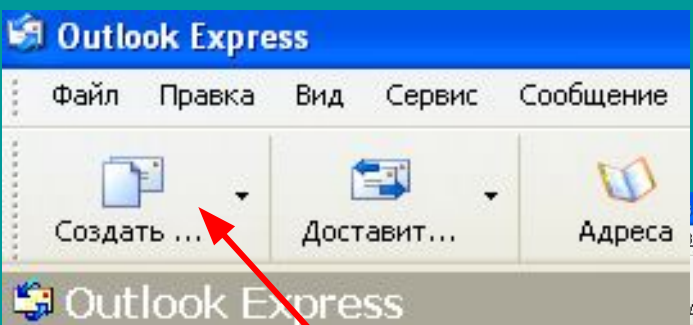 Outlook Express
Файл Правка Вид Сервис Сообщение
Создать ... Доставит... Адреса
Outlook Express